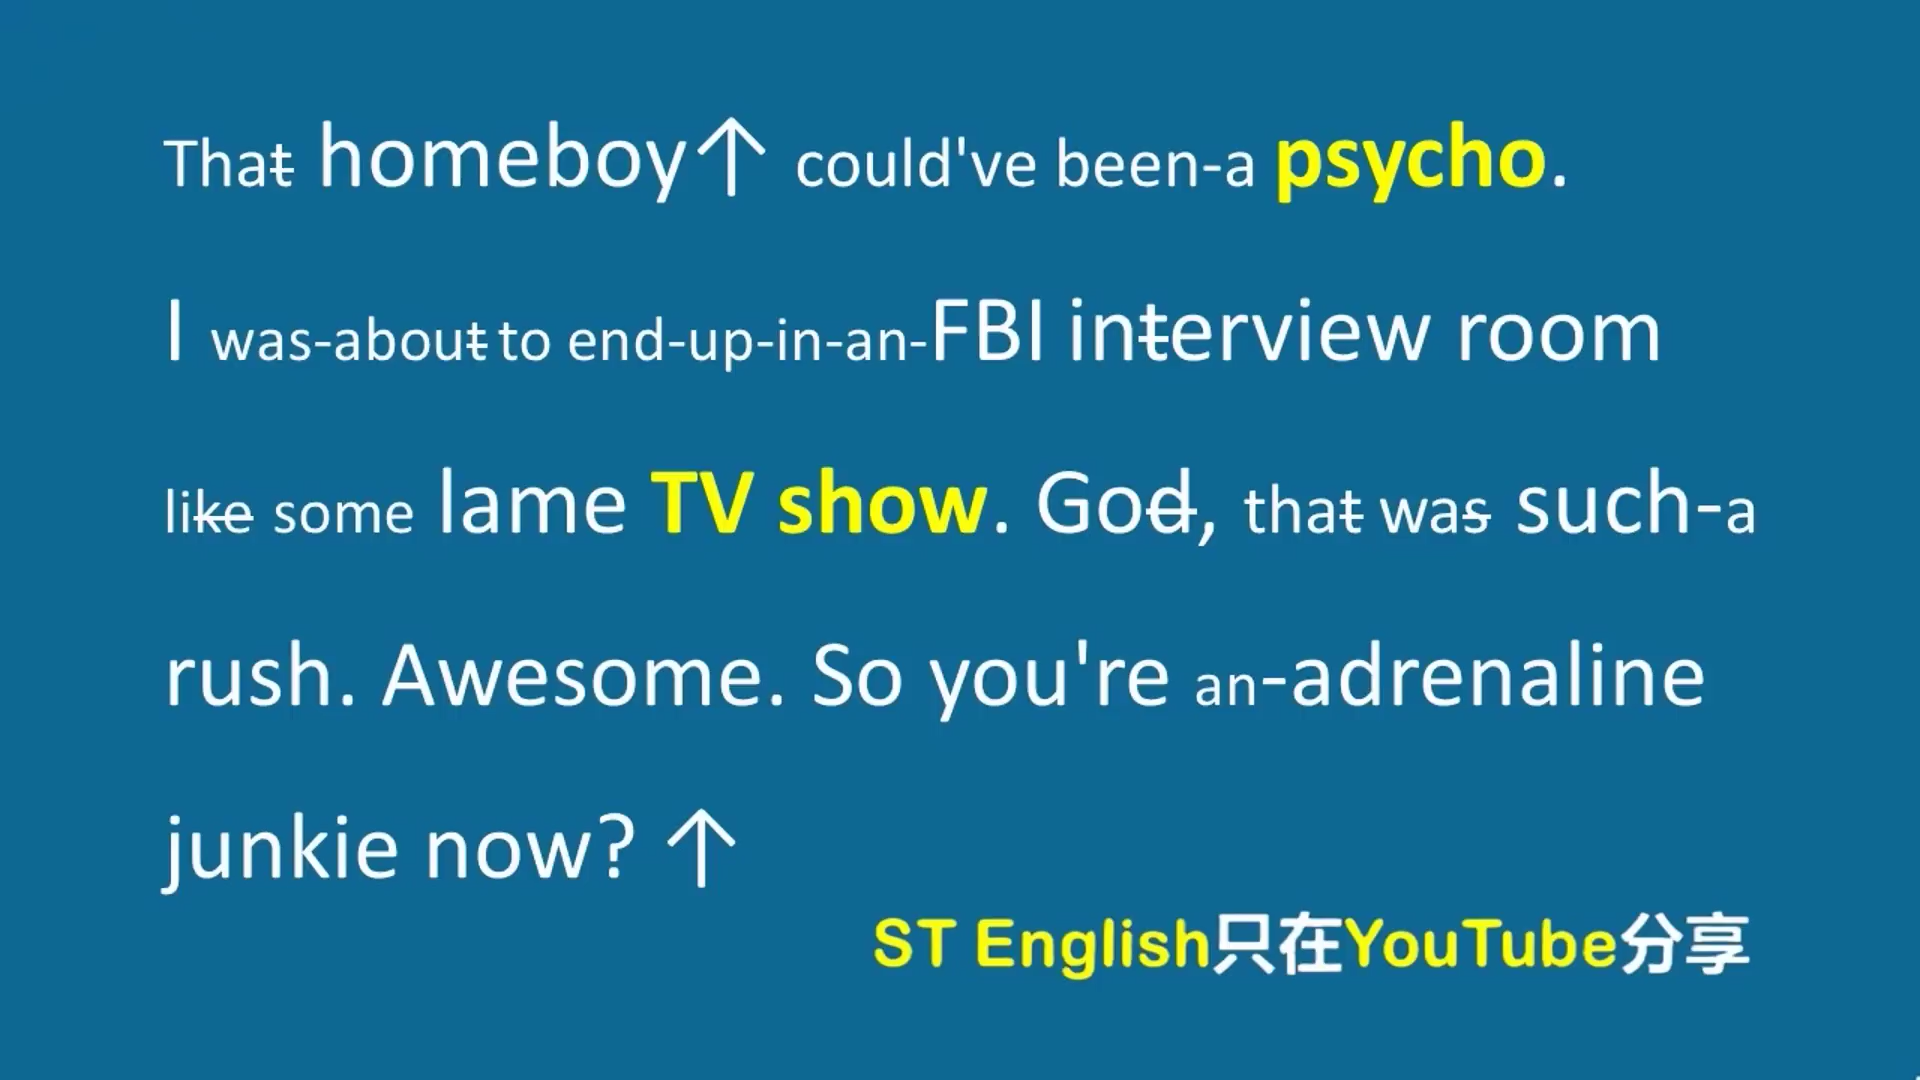 That homeboy↑ could've been-a psycho.
I was-about to end-up-in-an-FBI interview room
like some lame TV show. God, that was such-a
rush. Awesome. So you're an-adrenaline
junkie now? ↑
ST English只在YouTube分享